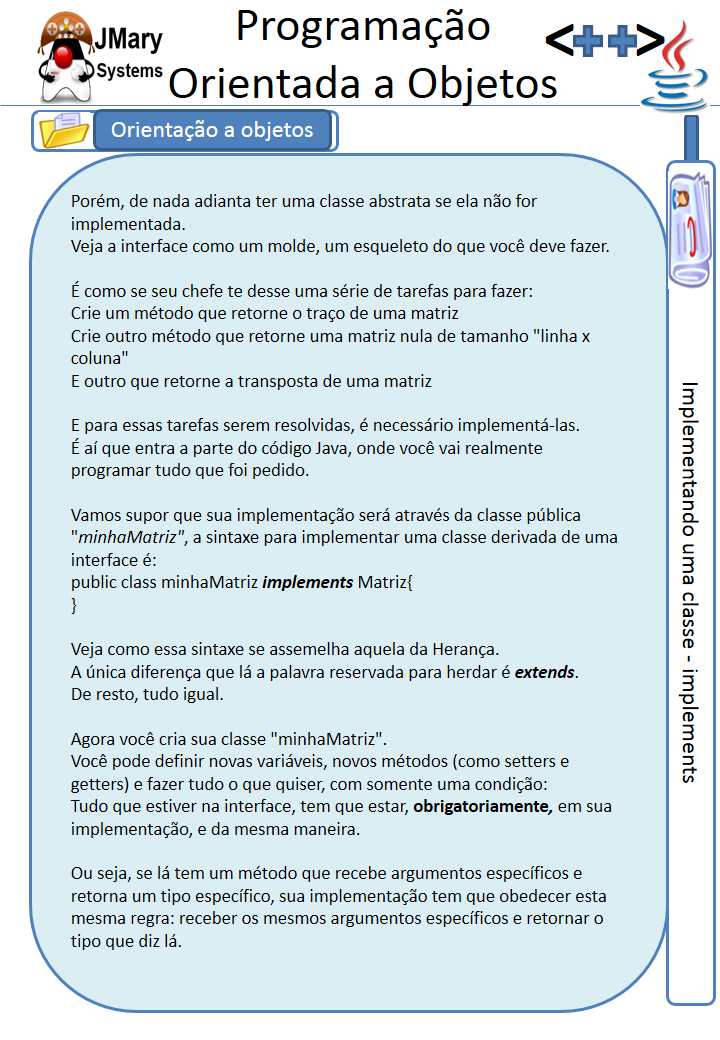 JMary
Systems
Programação
Orientada a Objetos
<++>
Orientação a objetos
Porém, de nada adianta ter uma classe abstrata se ela não for
implementada.
Veja a interface como um molde, um esqueleto do que você deve fazer.
É como se seu chefe te desse uma série de tarefas para fazer:
Crie um método que retorne o traço de uma matriz
Crie outro método que retorne uma matriz nula de tamanho "linha x
coluna"
E outro que retorne a transposta de uma matriz
E para essas tarefas serem resolvidas, é necessário implementá-las.
É aí que entra a parte do código Java, onde você vai realmente
programar tudo que foi pedido.
Vamos supor que sua implementação será através da classe pública
"minhaMatriz", a sintaxe para implementar uma classe derivada de uma
interface é:
public class minhaMatriz implements Matriz{
}
Veja como essa sintaxe se assemelha aquela da Herança.
A única diferença que lá a palavra reservada para herdar é extends.
De resto, tudo igual.
Agora você cria sua classe "minhaMatriz".
Você pode definir novas variáveis, novos métodos (como setters e
getters) e fazer tudo o que quiser, com somente uma condição:
Tudo que estiver na interface, tem que estar, obrigatoriamente, em sua
implementação, e da mesma maneira.
Ou seja, se lá tem um método que recebe argumentos específicos e
retorna um tipo específico, sua implementação tem que obedecer esta
mesma regra: receber os mesmos argumentos específicos e retornar o
tipo que diz lá.
Implementando uma classe - implements